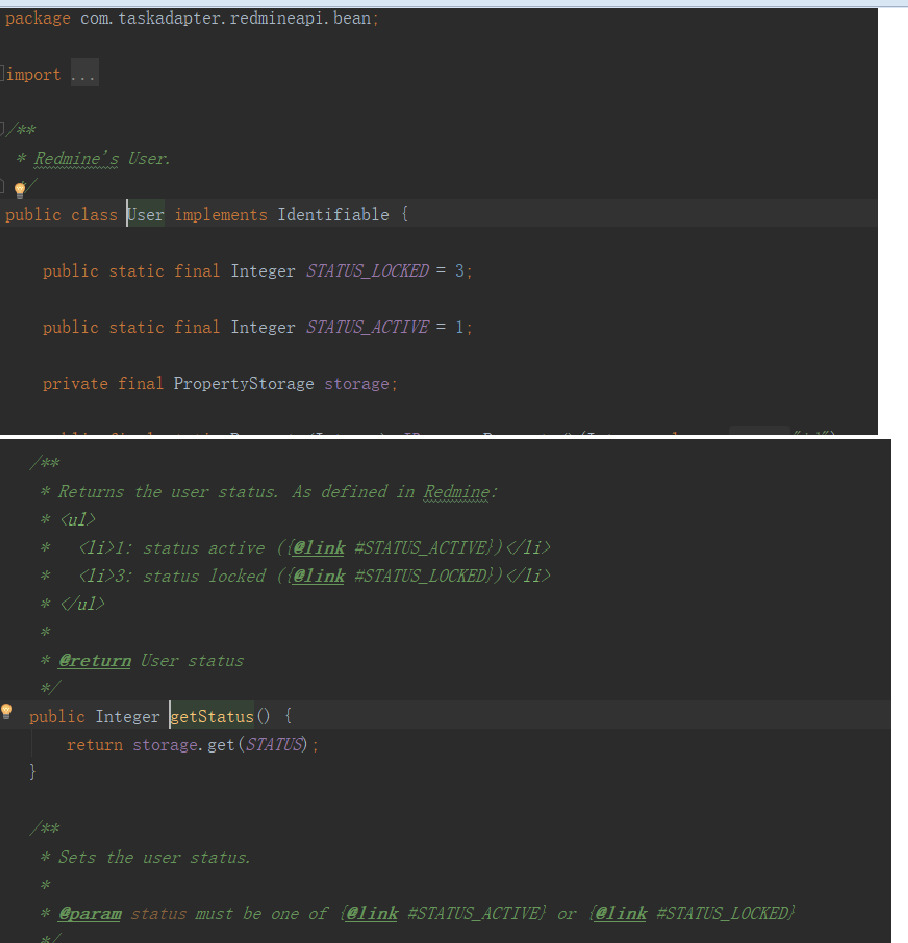 package com.taskadapter.redmineapi.bean;
import ...
/**
* Redmine's User.
*/
public class User implements Identifiable {
public static final Integer STATUS_LOCKED = 3;
public static final Integer STATUS_ACTIVE = 1;
private final PropertyStorage storage;
/**
* Returns the user status. As defined in Redmine:
* <ul>
*   <li>1: status active ({@link #STATUS_ACTIVE})</li>
*   <li>3: status locked ({@link #STATUS_LOCKED})</li>
* </ul>
*
* @return User status
*/
public Integer getStatus() {
return storage.get(STATUS);
}
/**
* Sets the user status.
*
* @param status must be one of {@link #STATUS_ACTIVE} or {@link #STATUS_LOCKED}
*/